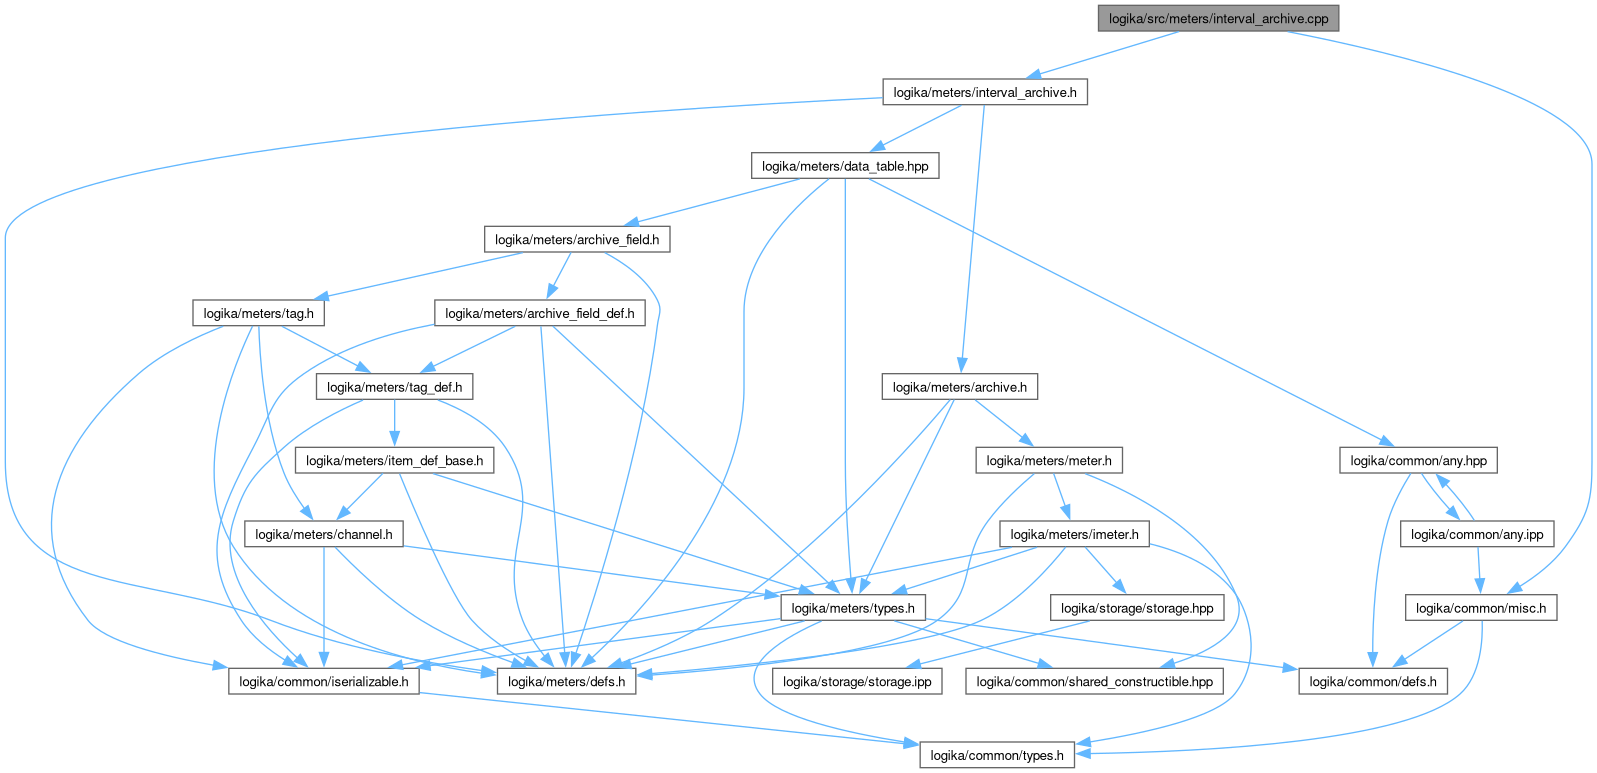 logika/src/meters/interval_archive.cpp
logika/meters/interval_archive.h
logika/meters/data_table.hpp
logika/meters/archive_field.h
logika/meters/tag.h
logika/meters/archive_field_def.h
logika/meters/tag_def.h
logika/meters/archive.h
logika/meters/item_def_base.h
logika/meters/meter.h
logika/common/any.hpp
logika/meters/channel.h
logika/meters/imeter.h
logika/common/any.ipp
logika/meters/types.h
logika/storage/storage.hpp
logika/common/misc.h
logika/common/iserializable.h
logika/meters/defs.h
logika/storage/storage.ipp
logika/common/shared_constructible.hpp
logika/common/defs.h
logika/common/types.h